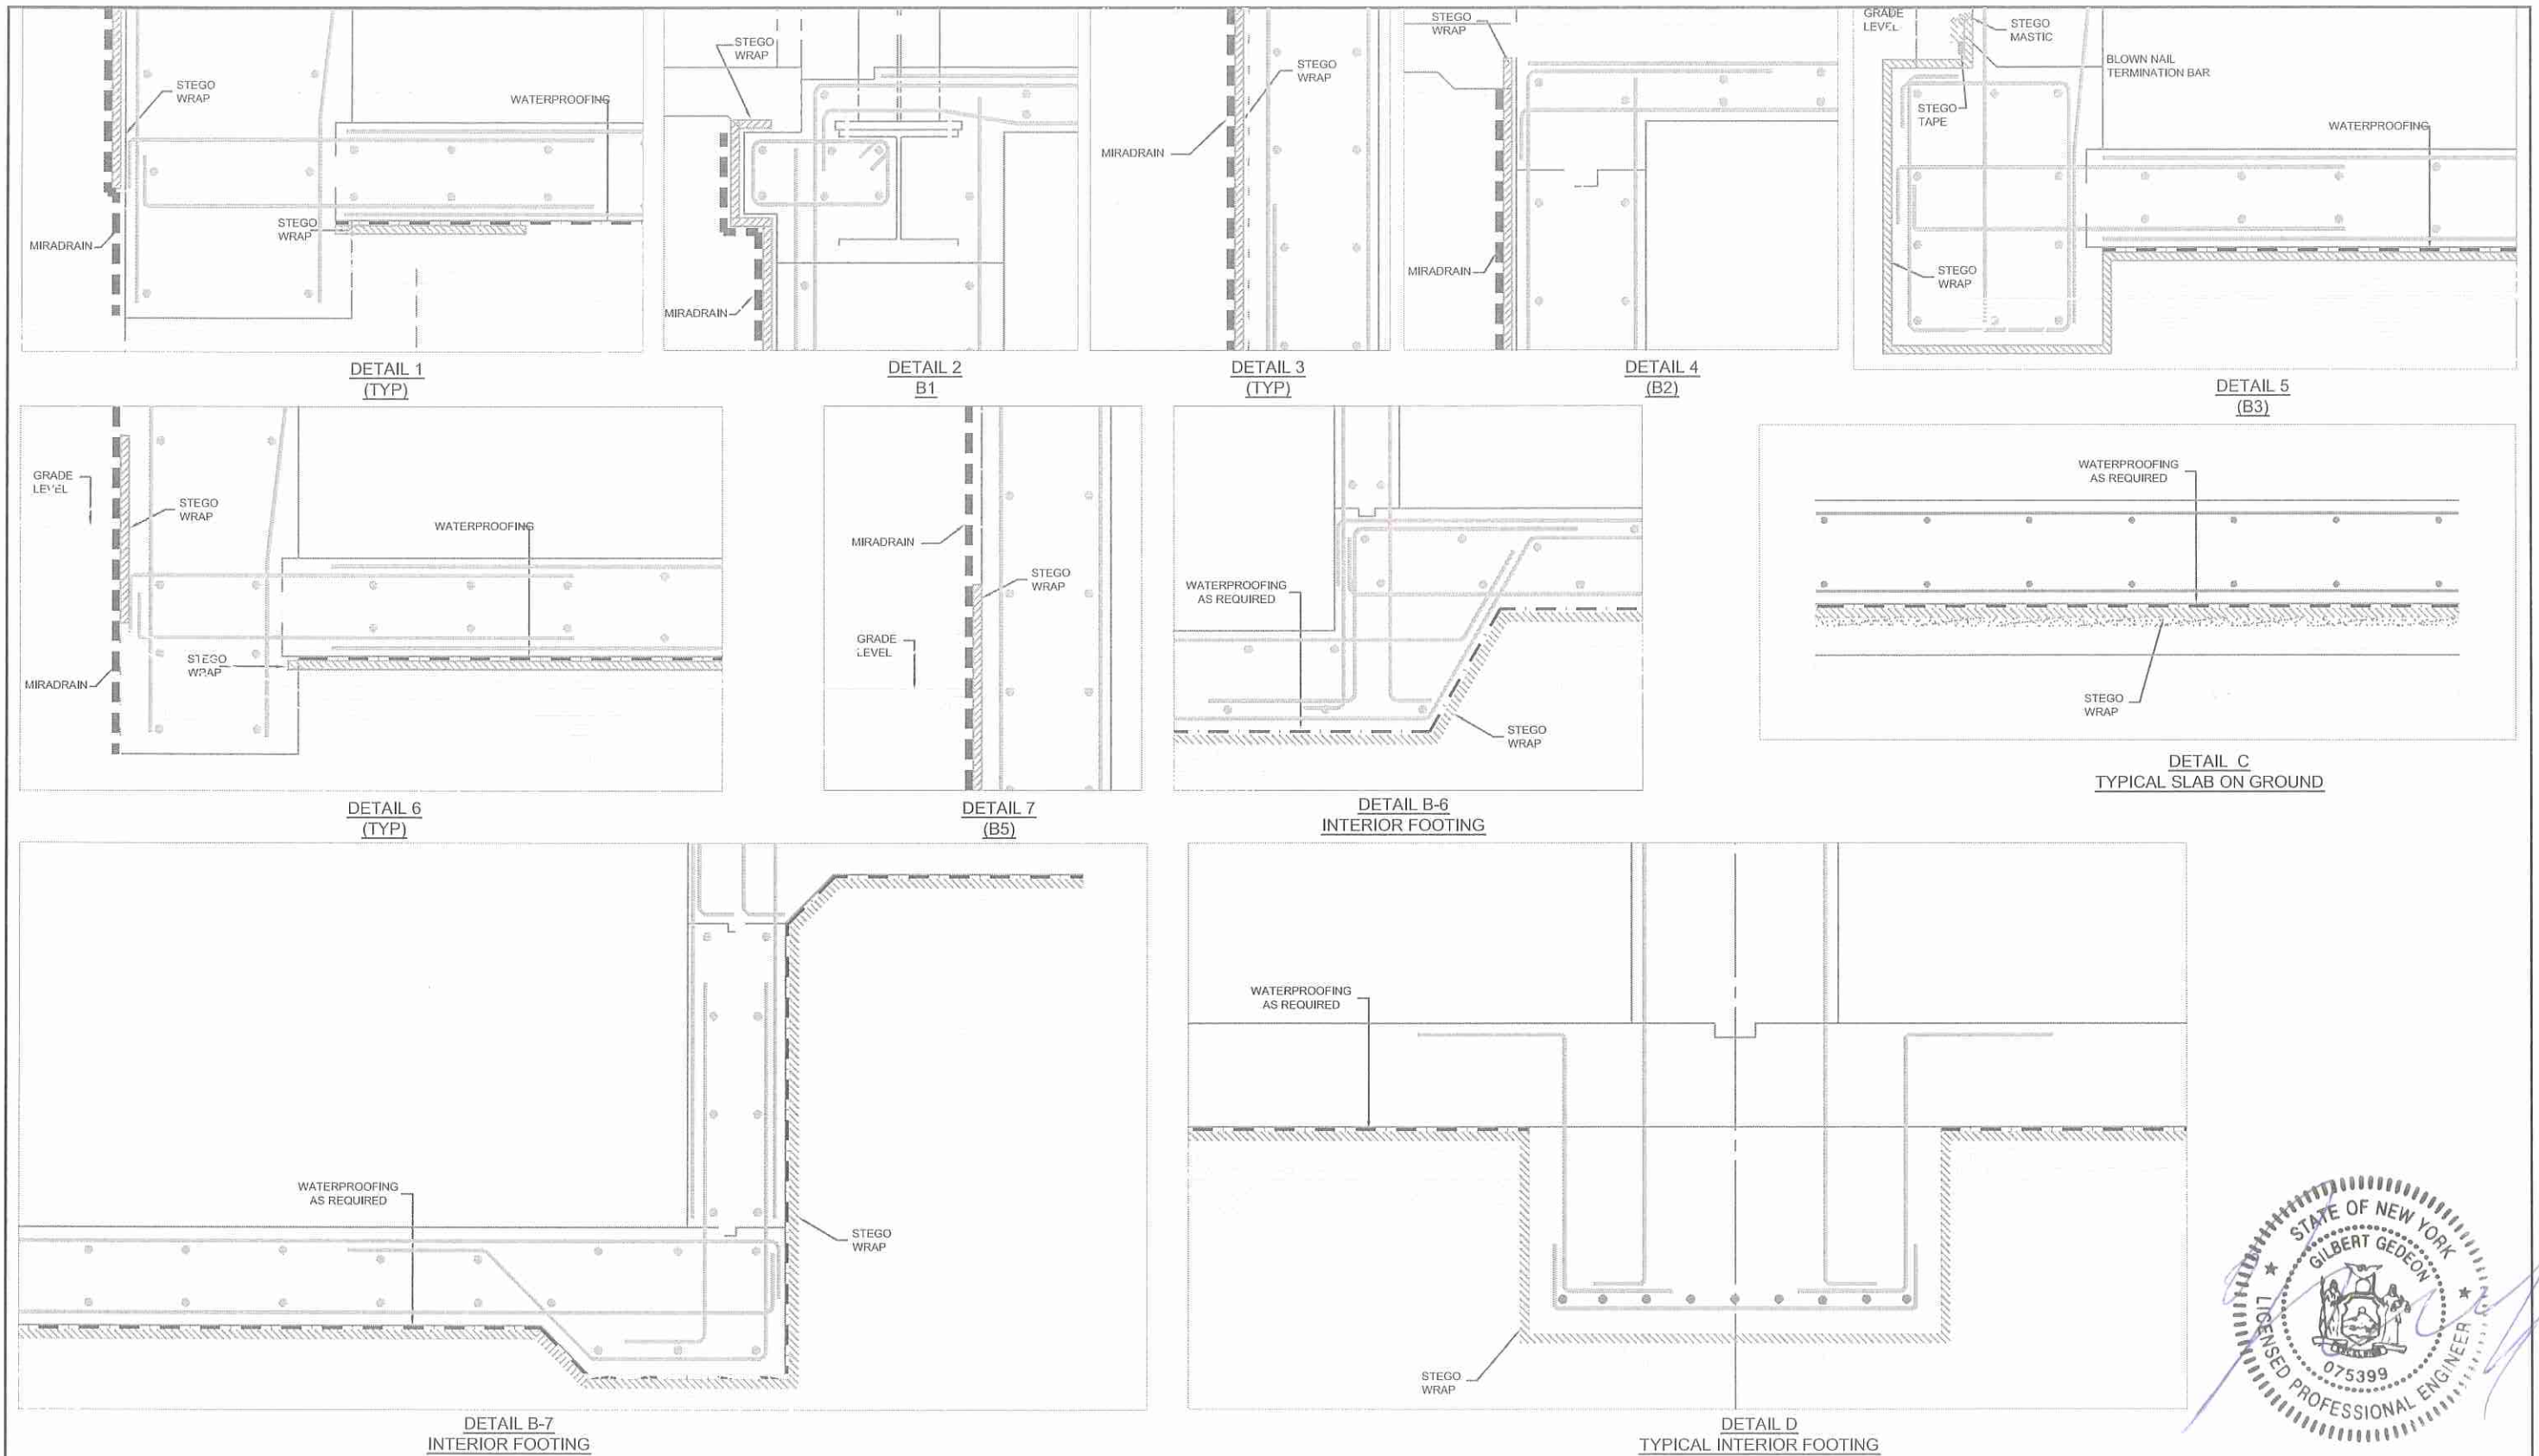 STEGO
WRAP
WATERPROOFING
STEGO
WRAP
MIRADRAIN
DETAIL 1
(TYP)
STEGO
WRAP
MIRADRAIN
DETAIL 2
B1
STEGO
WRAP
MIRADRAIN
DETAIL 3
(TYP)
STEGO
WRAP
MIRADRAIN
DETAIL 4
(B2)
GRADE
LEVEL
STEGO
MASTIC
BLOWN NAIL
TERMINATION BAR
STEGO
TAPE
WATERPROOFING
STEGO
WRAP
DETAIL 5
(B3)
GRADE
LEVEL
STEGO
WRAP
WATERPROOFING
STEGO
WRAP
MIRADRAIN
DETAIL 6
(TYP)
MIRADRAIN
STEGO
WRAP
GRADE
LEVEL
DETAIL 7
(B5)
WATERPROOFING
AS REQUIRED
STEGO
WRAP
DETAIL B-6
INTERIOR FOOTING
WATERPROOFING
AS REQUIRED
STEGO
WRAP
DETAIL C
TYPICAL SLAB ON GROUND
WATERPROOFING
AS REQUIRED
STEGO
WRAP
DETAIL B-7
INTERIOR FOOTING
WATERPROOFING
AS REQUIRED
STEGO
WRAP
DETAIL D
TYPICAL INTERIOR FOOTING
STATE OF NEW YORK
GILBERT GEDEON
075399
LICENSED PROFESSIONAL ENGINEER